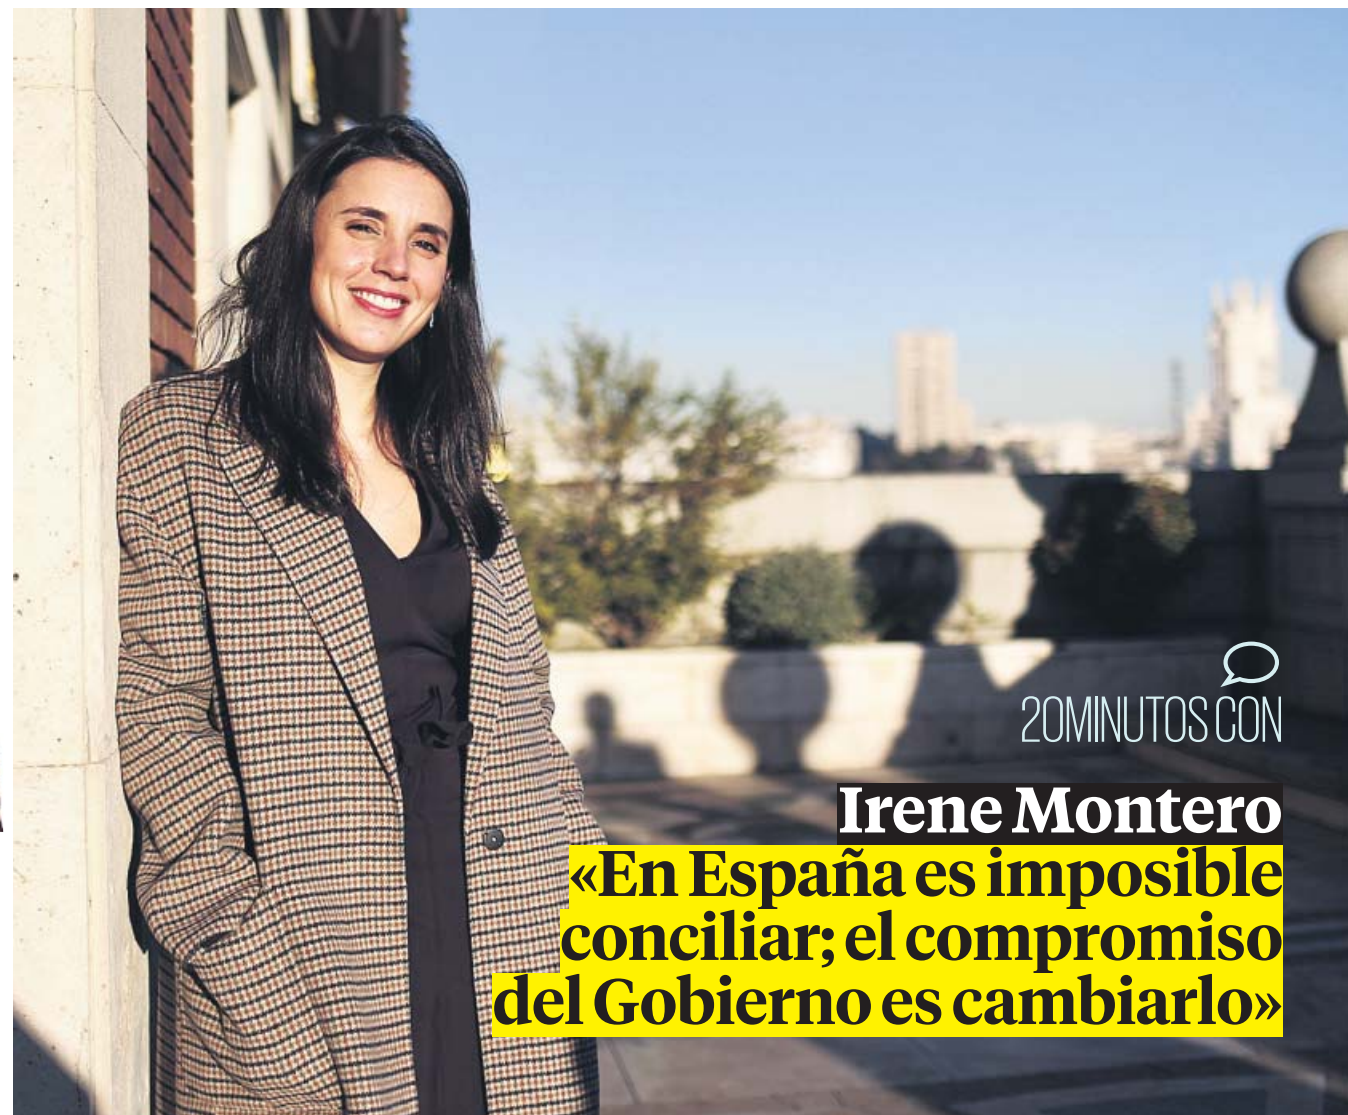 20MINUTOS CON
Irene Montero
«En España es imposible
conciliar; el compromiso
del Gobierno es cambiarlo»